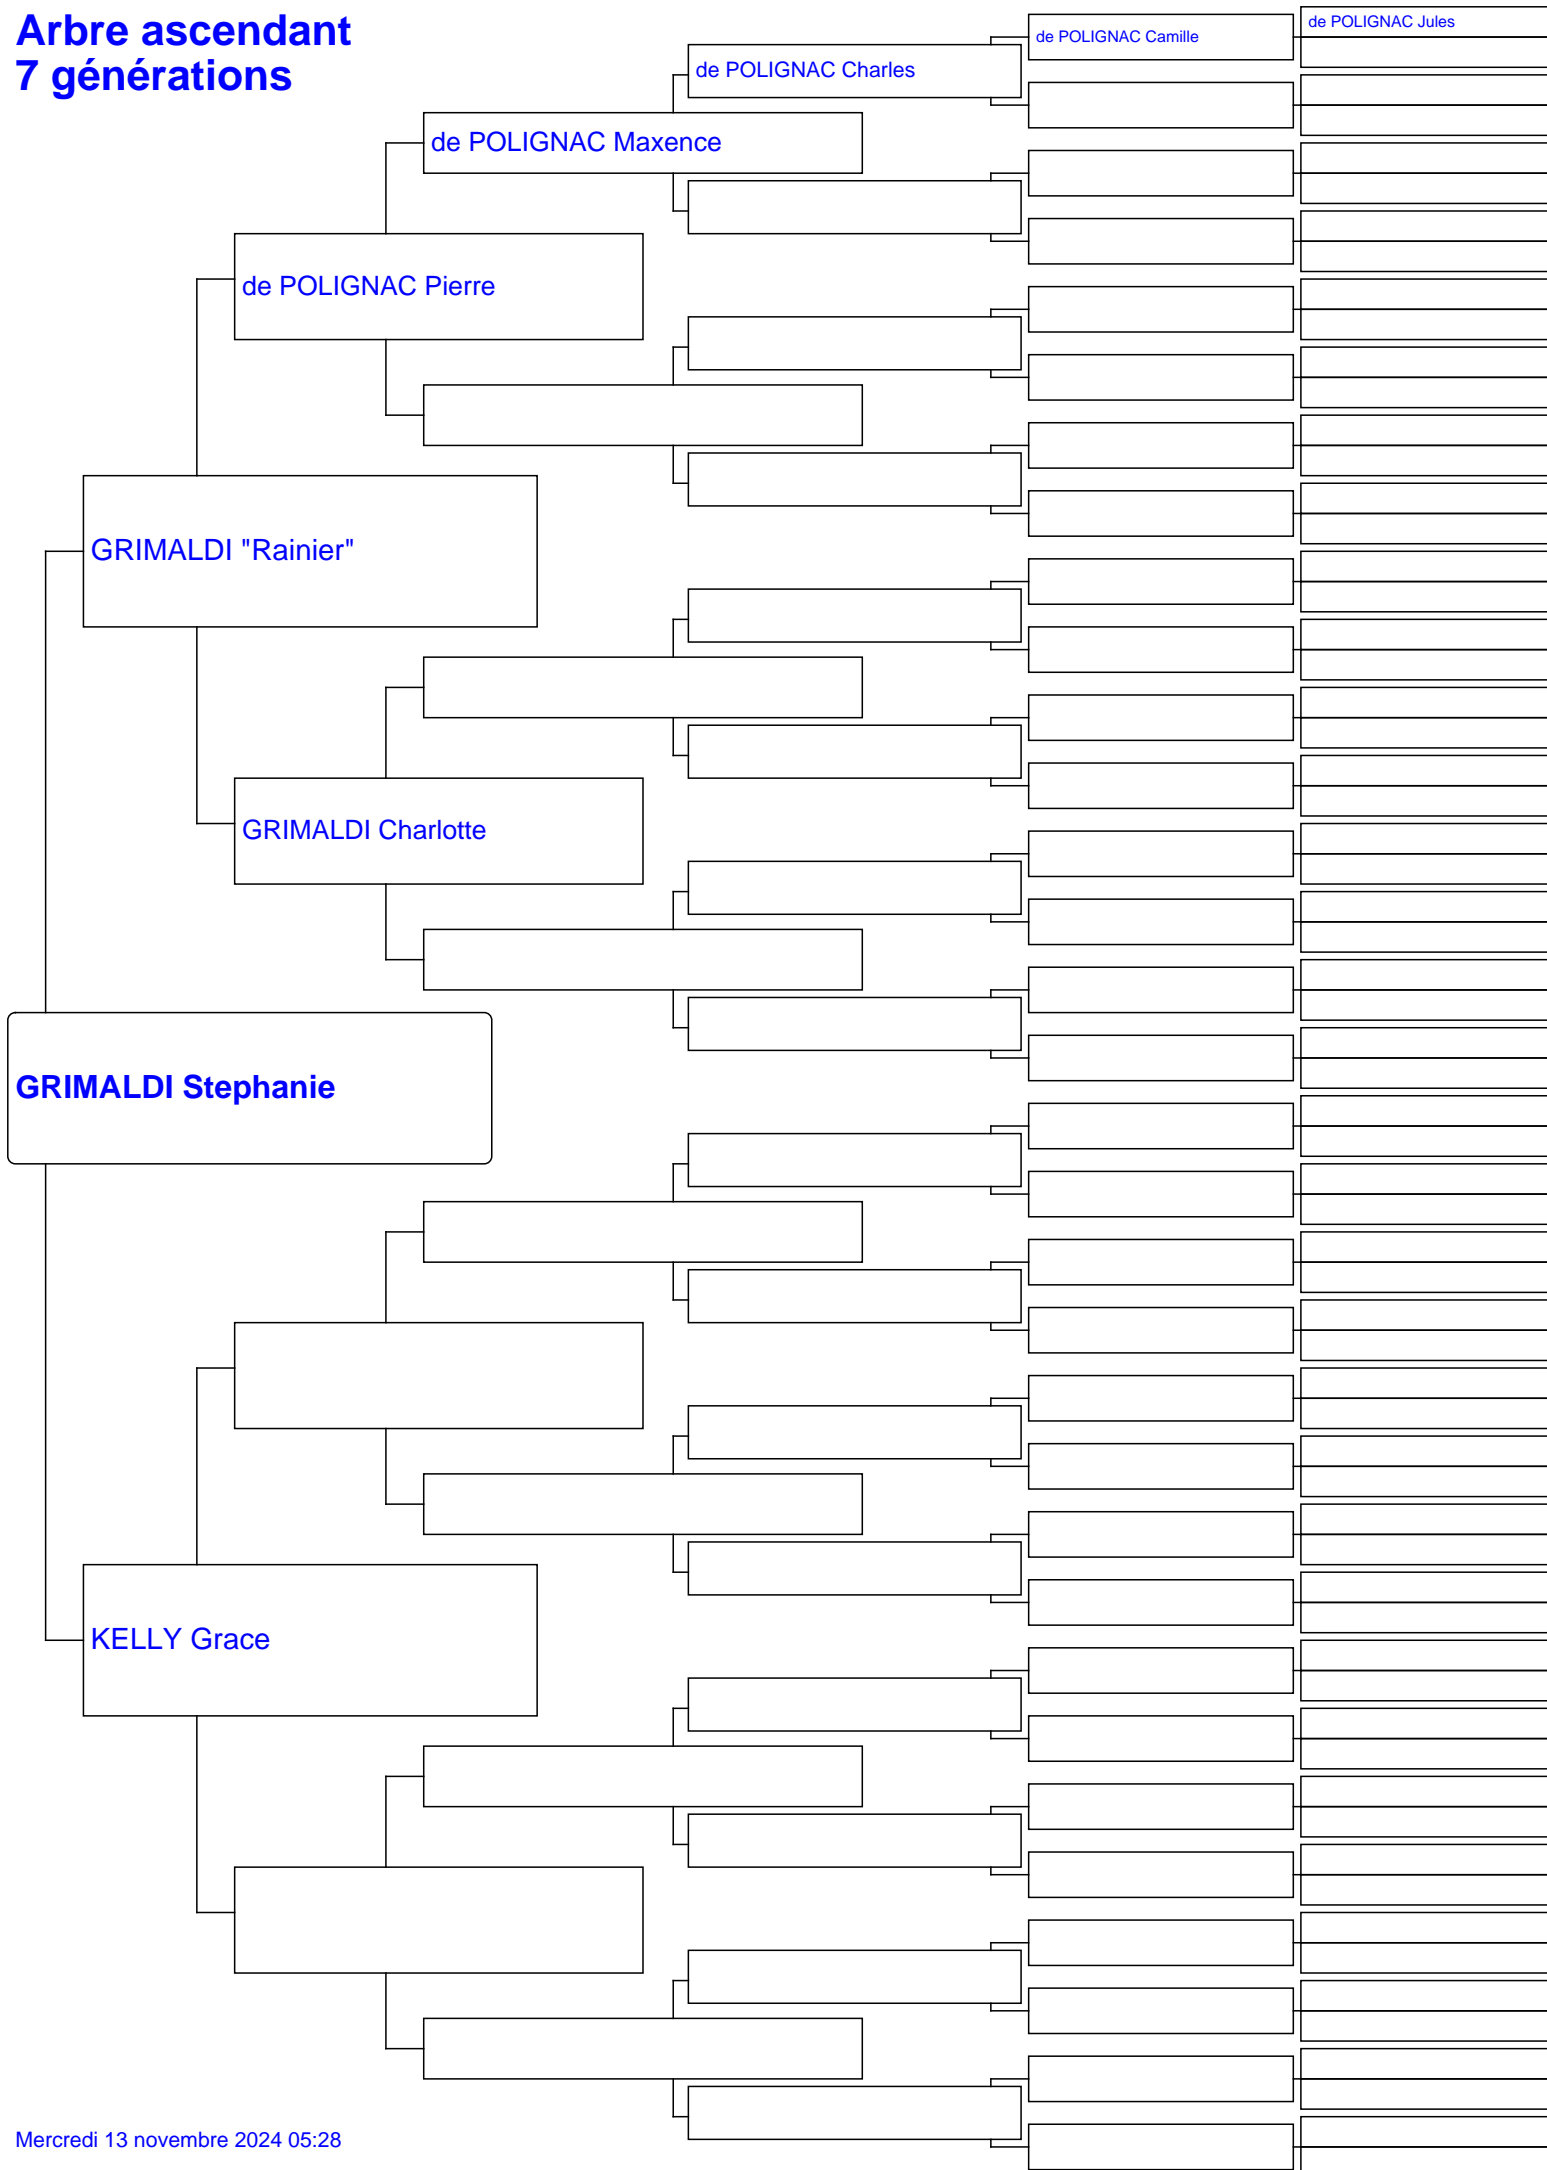 Arbre ascendant
7 générations
de POLIGNAC Jules
de POLIGNAC Camille
de POLIGNAC Charles
de POLIGNAC Maxence
de POLIGNAC Pierre
GRIMALDI "Rainier"
GRIMALDI Charlotte
GRIMALDI Stephanie
KELLY Grace
Mercredi 13 novembre 2024 05:28